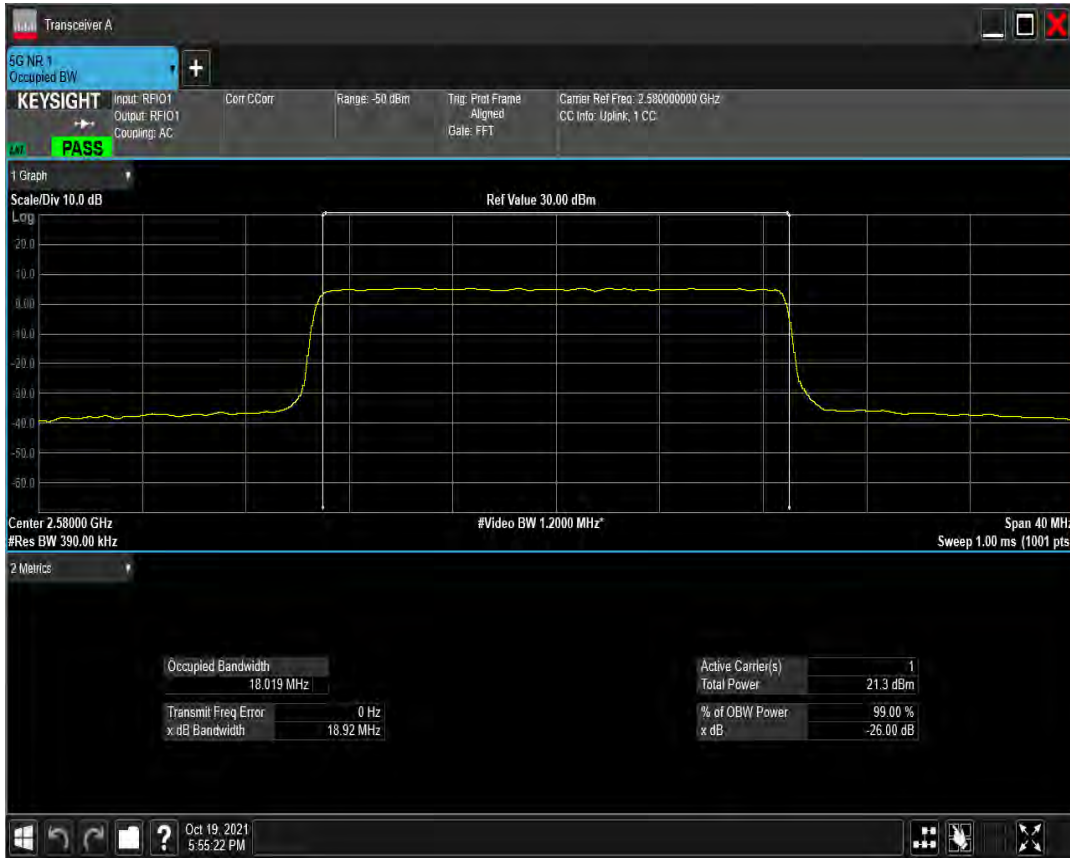 Transceiver A
5G NR 1
Occupied BW
+
KEYSIGHT
PASS
Input: RFIO1
Output: RFIO1
Coupling: AC
Corr CCorr
Range: -50 dBm
Trig: Prot Frame
Aligned
Gate: FFT
Carrier Ref Freq: 2.580000000 GHz
CC Info: Uplink, 1 CC
1 Graph
Scale/Div 10.0 dB
Ref Value 30.00 dBm
Log
20.0
10.0
0.00
-10.0
-20.0
-30.0
-40.0
-50.0
-60.0
Center 2.58000 GHz
#Video BW 1.2000 MHz*
Span 40 MHz
#Res BW 390.00 kHz
Sweep 1.00 ms (1001 pts
2 Metrics
Occupied Bandwidth
18.019 MHz
Transmit Freq Error 0 Hz
x dB Bandwidth 18.92 MHz
Active Carrier(s) 1
Total Power 21.3 dBm
% of OBW Power 99.00 %
x dB -26.00 dB
?
Oct 19, 2021
5:55:22 PM